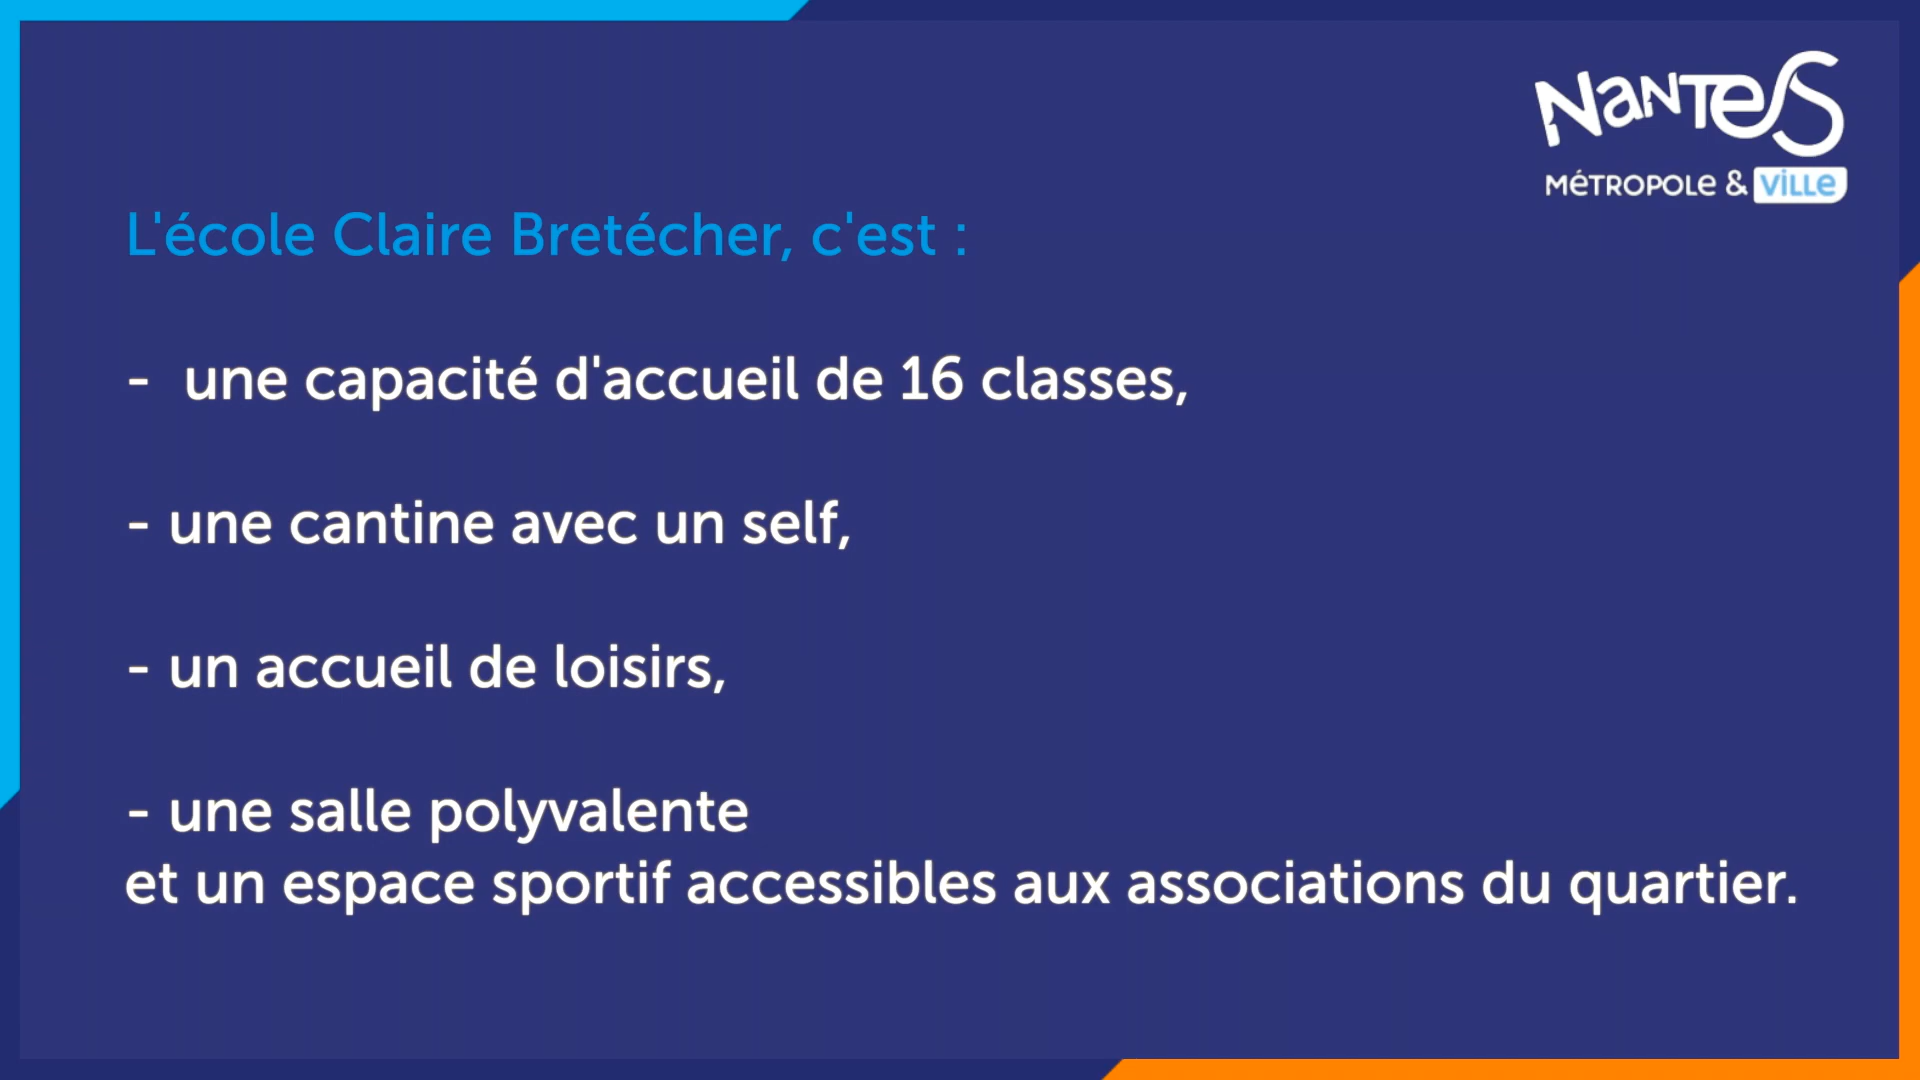 NANTES
MÉTROPOLE & VILLE
L'école Claire Bretécher, c'est :
-  une capacité d'accueil de 16 classes,
- une cantine avec un self,
- un accueil de loisirs,
- une salle polyvalente
et un espace sportif accessibles aux associations du quartier.